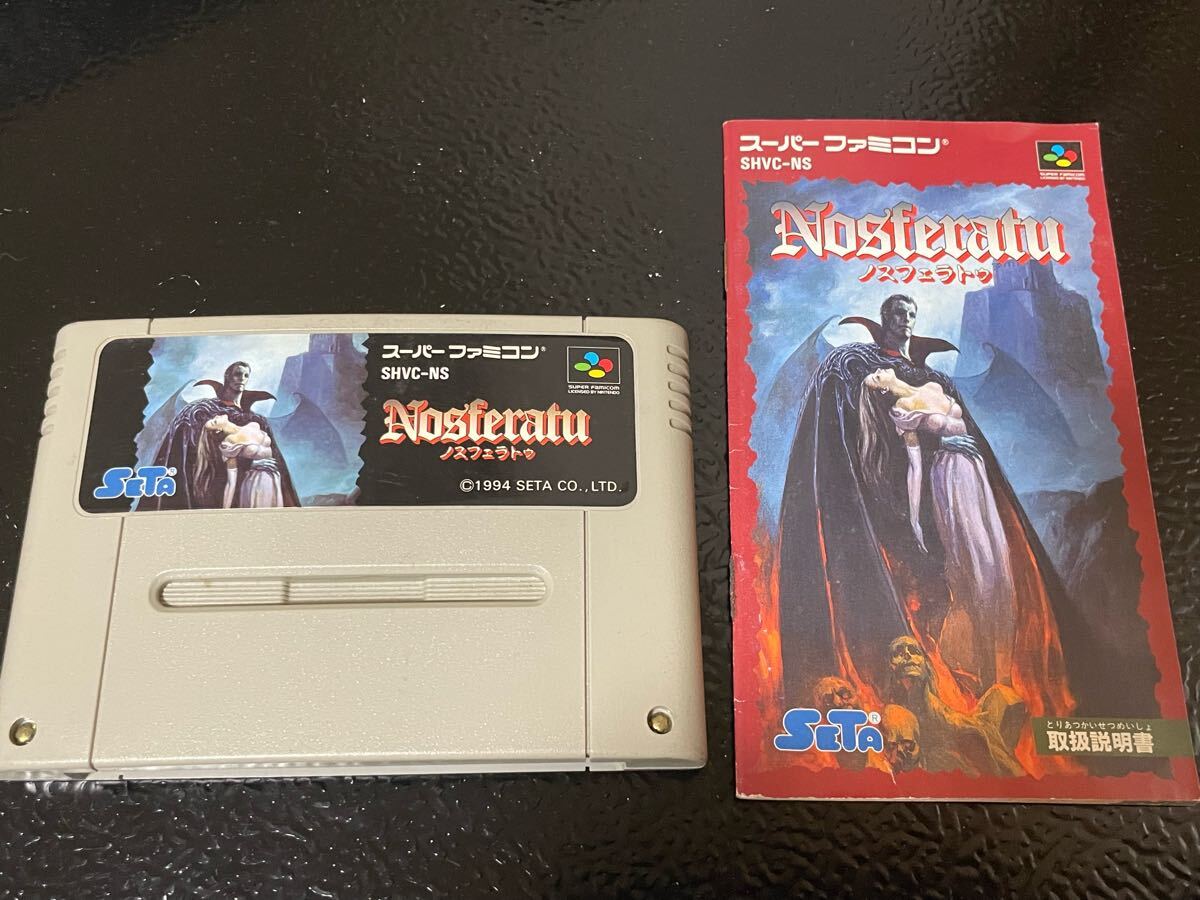 スーパーファミコン®
SHVC-NS
SUPER FAMICOM
LICENSED BY NINTENDO
Nosferatu
ノスフェラトゥ
SETA®
©1994 SETA CO., LTD.
スーパーファミコン®
SHVC-NS
SUPER FAMICOM
LICENSED BY NINTENDO
Nosferatu
ノスフェラトゥ
SETA®
とりあつかいせつめいしょ
取扱説明書